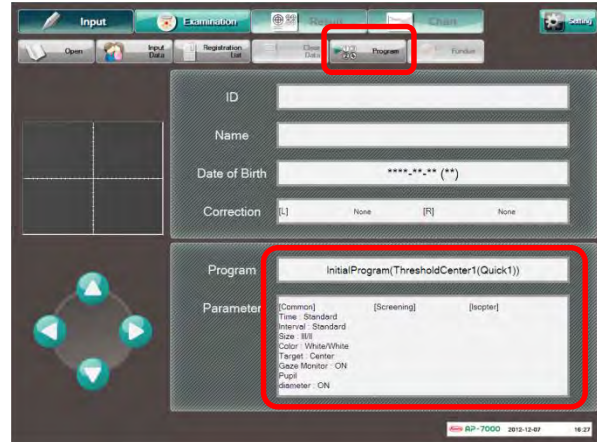 Input Examination Result Chart Setting
Open Input Data Registration List Clear Data Program Fundus
ID
Name
Date of Birth ****-**-** (**)
Correction [L] None [R] None
Program InitialProgram(ThresholdCenter1(Quick1))
Parameter [Common] [Screening] [Isopter]
Time : Standard
Interval : Standard
Size : III/II
Color : White/White
Target : Center
Gaze Monitor : ON
Pupil
diameter : ON
AP-7000 2012-12-07 16:27